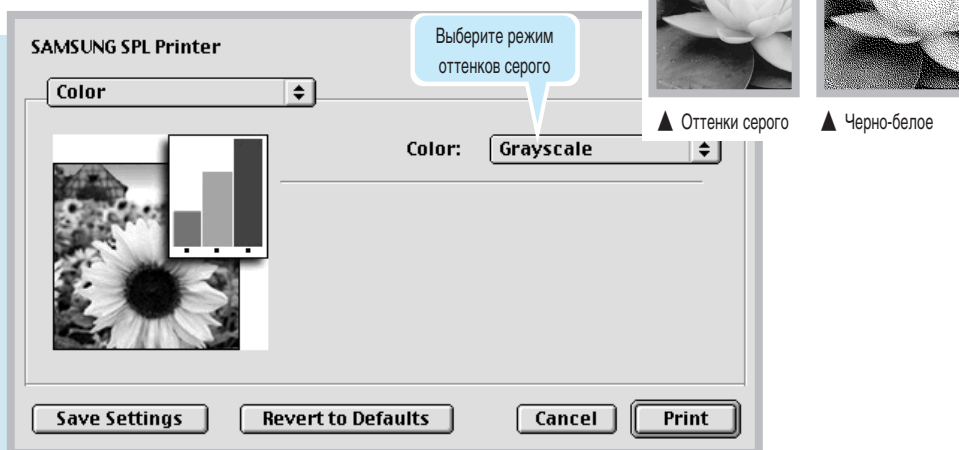 SAMSUNG SPL Printer
Выберите режим
оттенков серого
Color
▲ Оттенки серого
▲ Черно-белое
Color: Grayscale
Save Settings
Revert to Defaults
Cancel
Print